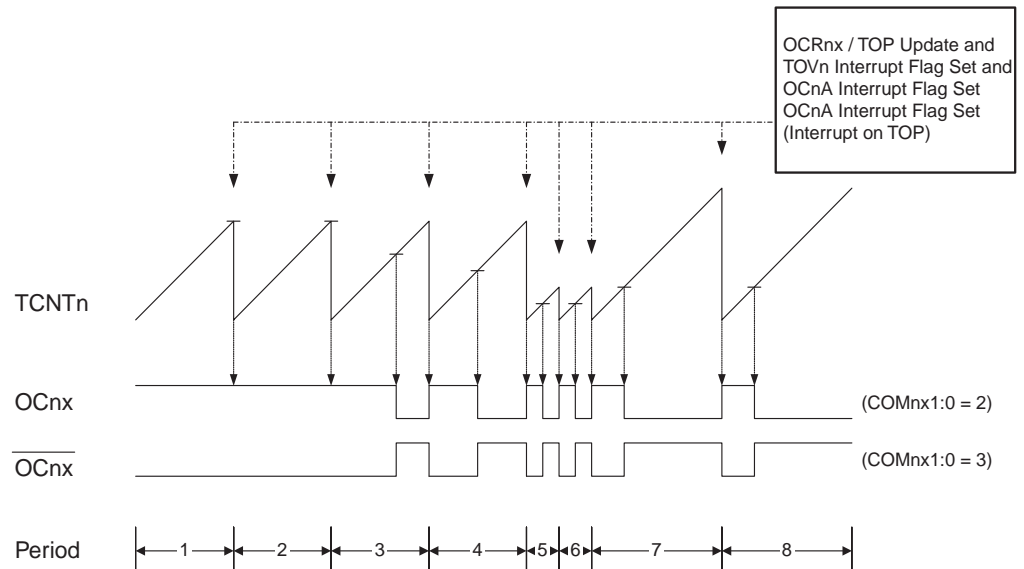 OCRnx / TOP Update and
TOVn Interrupt Flag Set and
OCnA Interrupt Flag Set
OCnA Interrupt Flag Set
(Interrupt on TOP)
TCNTn
OCnx
(COMnx1:0 = 2)
OCnx
(COMnx1:0 = 3)
Period
1 2 3 4 5 6 7 8